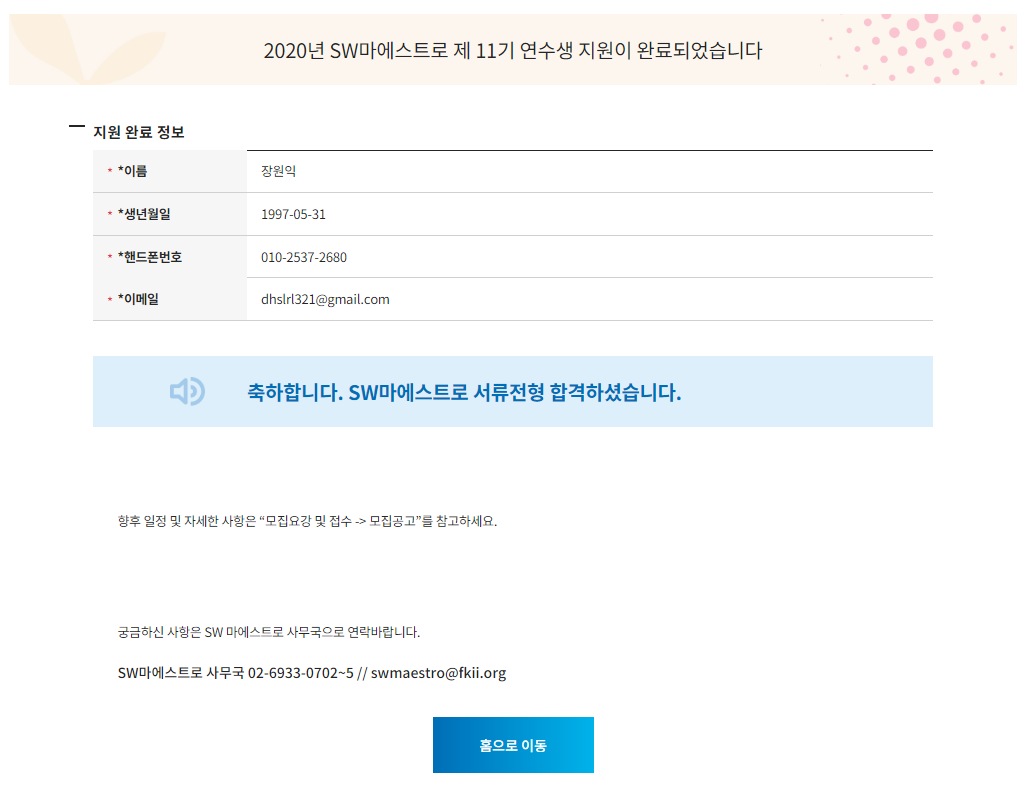 2020년 SW마에스트로 제 11기 연수생 지원이 완료되었습니다
지원 완료 정보
* *이름 장원익
* *생년월일 1997-05-31
* *핸드폰번호 010-2537-2680
* *이메일 dhslrl321@gmail.com
축하합니다. SW마에스트로 서류전형 합격하셨습니다.
향후 일정 및 자세한 사항은 “모집요강 및 접수 -> 모집공고”를 참고하세요.
궁금하신 사항은 SW 마에스트로 사무국으로 연락바랍니다.
SW마에스트로 사무국 02-6933-0702~5 // swmaestro@fkii.org
홈으로 이동